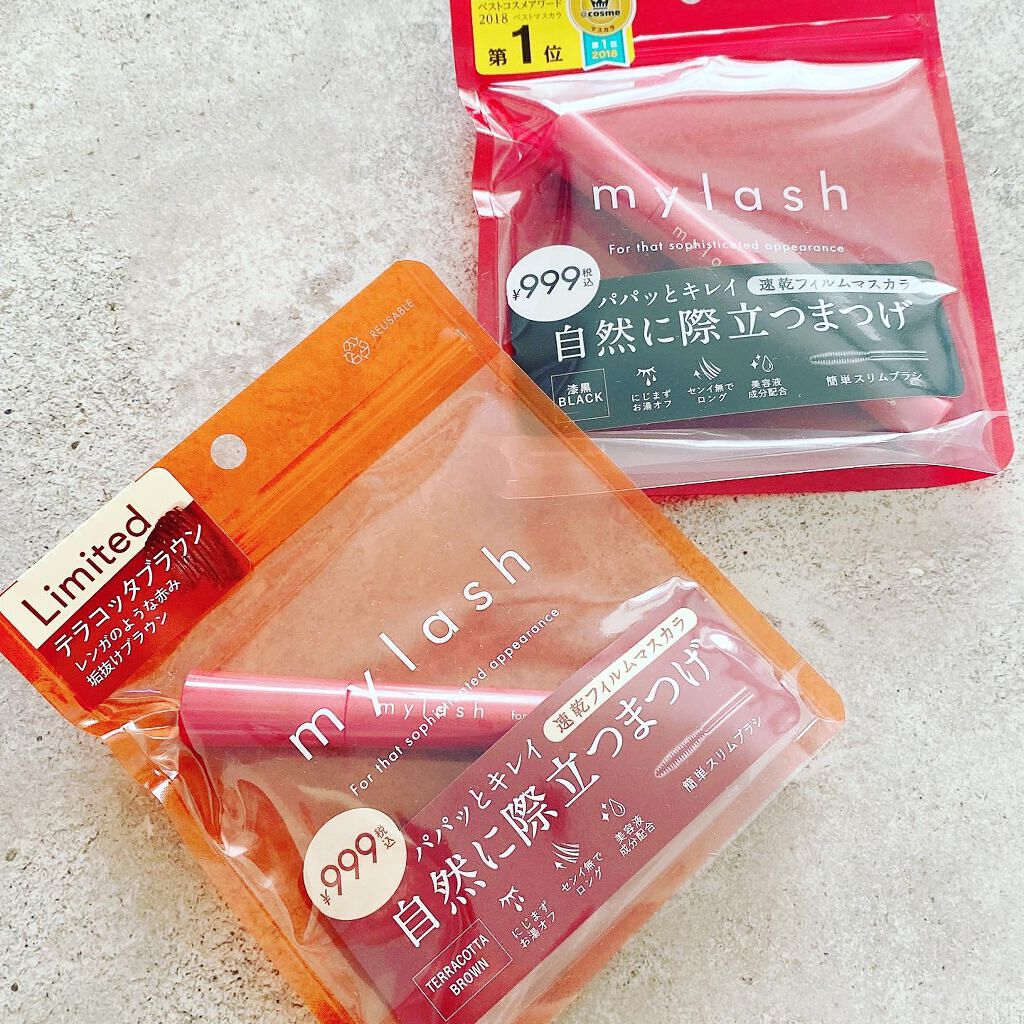 ベストコスメアワード
2018 ベストマスカラ
第1位
@cosme
マスカラ
第1位
2018
mylash
For that sophisticated appearance
¥999税込
パパッとキレイ
速乾フィルムマスカラ
自然に際立つまつげ
漆黒
BLACK
にじまず
お湯オフ
センイ無で
ロング
美容液
成分配合
簡単スリムブラシ
REUSABLE
Limited
テラコッタブラウン
レンガのような赤み
垢抜けブラウン
mylash
For that sophisticated appearance
mylash
¥999税込
パパッとキレイ
速乾フィルムマスカラ
自然に際立つまつげ
TERRACOTTA
BROWN
にじまず
お湯オフ
センイ無で
ロング
美容液
成分配合
簡単スリムブラシ